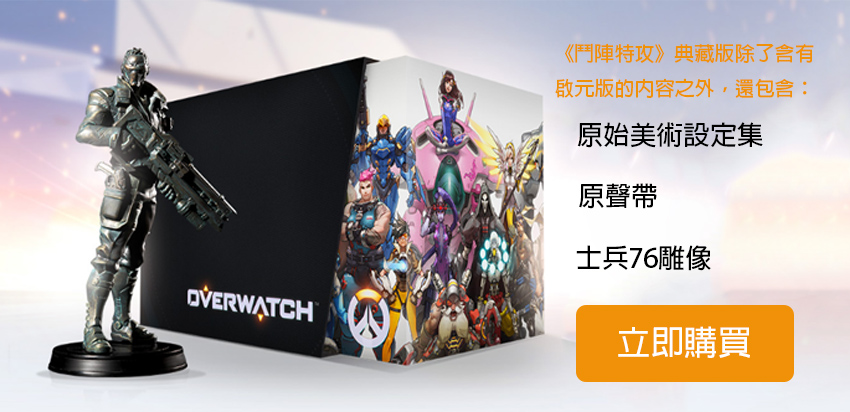 《鬥陣特攻》典藏版除了含有
啟元版的內容之外，還包含：
原始美術設定集
原聲帶
士兵76雕像
立即購買
OVERWATCH™